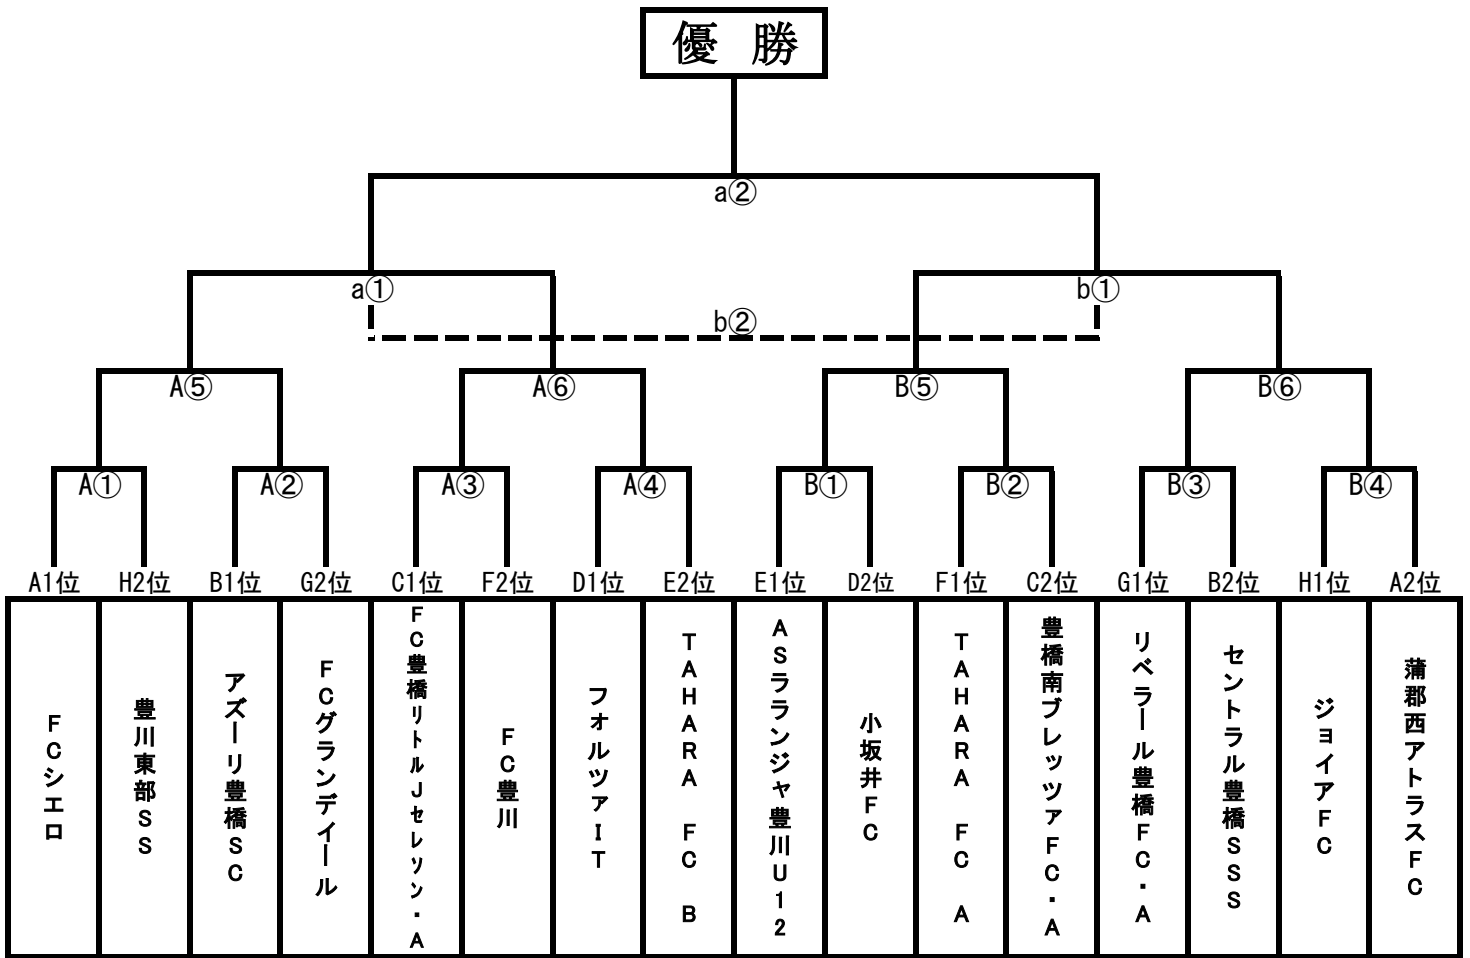 優 勝
a②
a①
b①
b②
A⑤
A⑥
B⑤
B⑥
A①
A②
A③
A④
B①
B②
B③
B④
A1位
H2位
B1位
G2位
C1位
F2位
D1位
E2位
E1位
D2位
F1位
C2位
G1位
B2位
H1位
A2位
FCシエロ
豊川東部SS
アズーリ豊橋SC
FCグランディール
FC豊橋リトルJセレソン・A
FC豊川
フォルツァIT
TAHARA FC B
ASラランジャ豊川U12
小坂井FC
TAHARA FC A
豊橋南ブレッツァFC・A
リベラール豊橋FC・A
セントラル豊橋SSS
ジョイアFC
蒲郡西アトラスFC